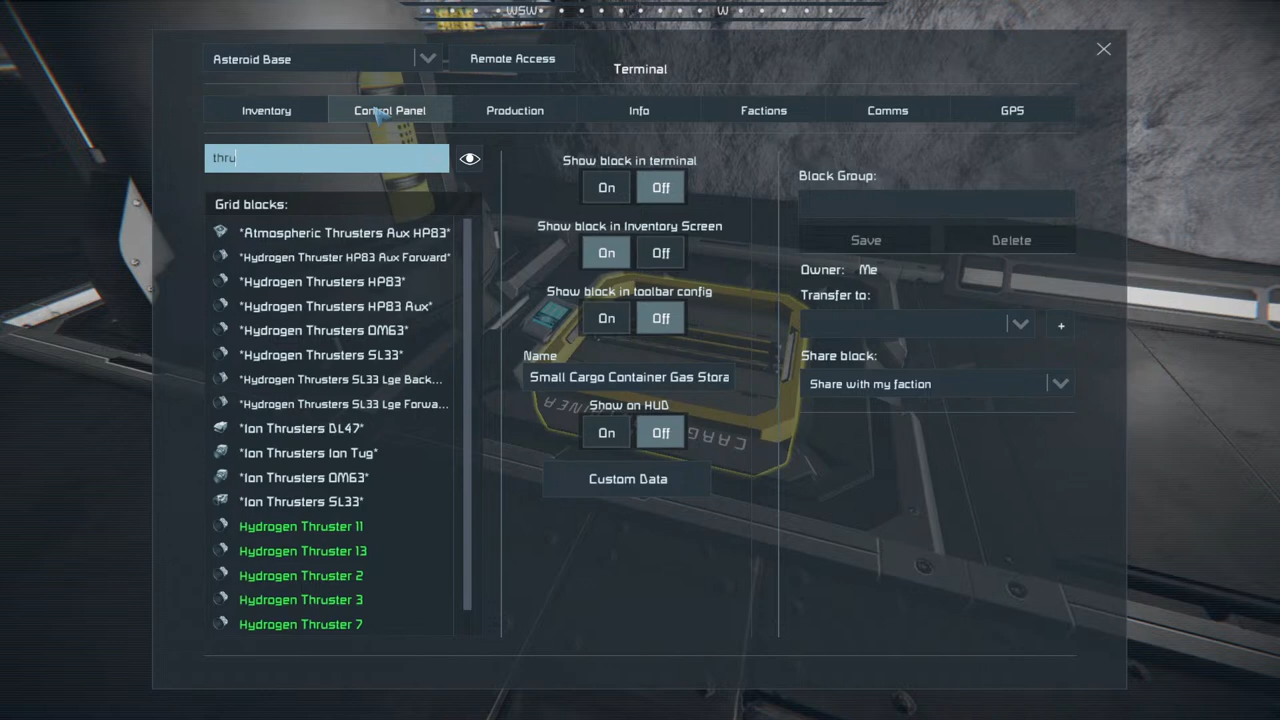 WSW W
Asteroid Base
Remote Access
Terminal
Inventory
Control Panel
Production
Info
Factions
Comms
GPS
thru
Grid blocks:
*Atmospheric Thrusters Aux HP83*
*Hydrogen Thruster HP83 Aux Forward*
*Hydrogen Thrusters HP83*
*Hydrogen Thrusters HP83 Aux*
*Hydrogen Thrusters OM63*
*Hydrogen Thrusters SL33*
*Hydrogen Thrusters SL33 Lge Back...
*Hydrogen Thrusters SL33 Lge Forwa...
*Ion Thrusters DL47*
*Ion Thrusters Ion Tug*
*Ion Thrusters OM63*
*Ion Thrusters SL33*
Hydrogen Thruster 11
Hydrogen Thruster 13
Hydrogen Thruster 2
Hydrogen Thruster 3
Hydrogen Thruster 7
Show block in terminal
On Off
Show block in Inventory Screen
On Off
Show block in toolbar config
On Off
Name
Small Cargo Container Gas Stora
Show on HUD
On Off
Custom Data
CARGO CONTAINER
Block Group:
Save Delete
Owner: Me
Transfer to:
+
Share block:
Share with my faction